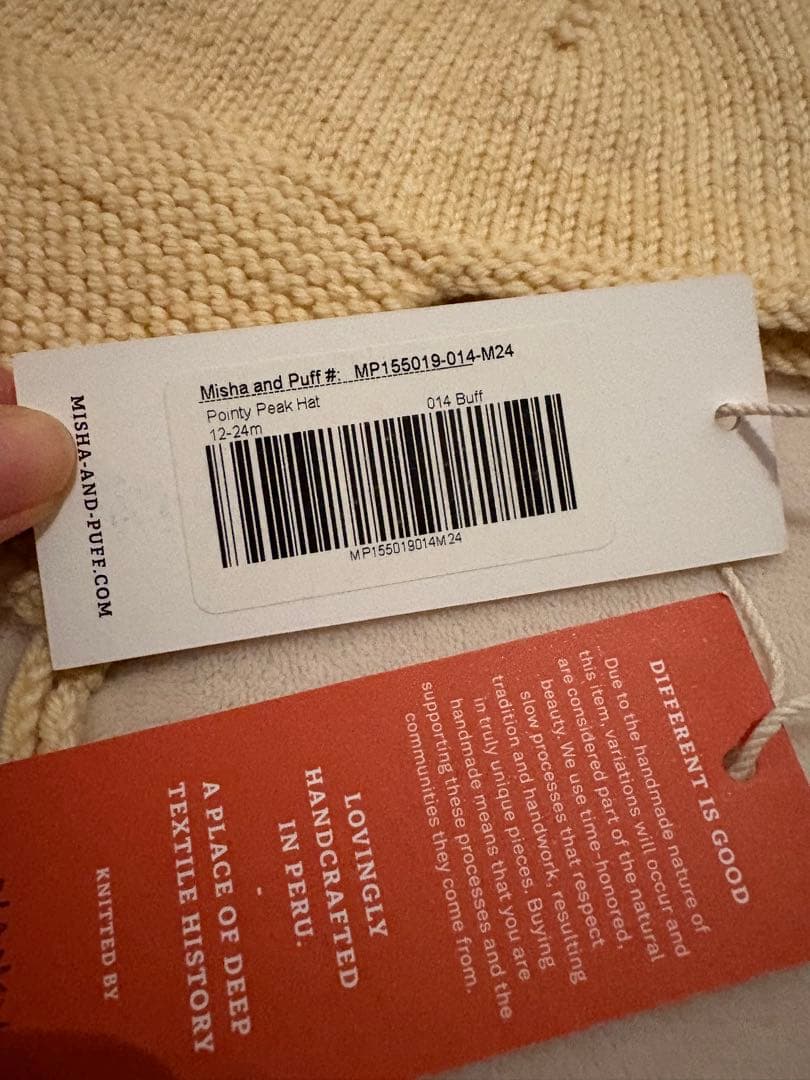 Misha and Puff #: MP155019-014-M24
Pointy Peak Hat 014 Buff
12-24m
MP155019014M24
MISHA-AND-PUFF.COM
DIFFERENT IS GOOD
Due to the handmade nature of
this item, variations will occur and
are considered part of the natural
beauty. We use time-honored,
slow processes that respect
tradition and handwork, resulting
in truly unique pieces. Buying
handmade means that you are
supporting these processes and the
communities they come from.
LOVINGLY
HANDCRAFTED
IN PERU.
-
A PLACE OF DEEP
TEXTILE HISTORY
KNITTED BY